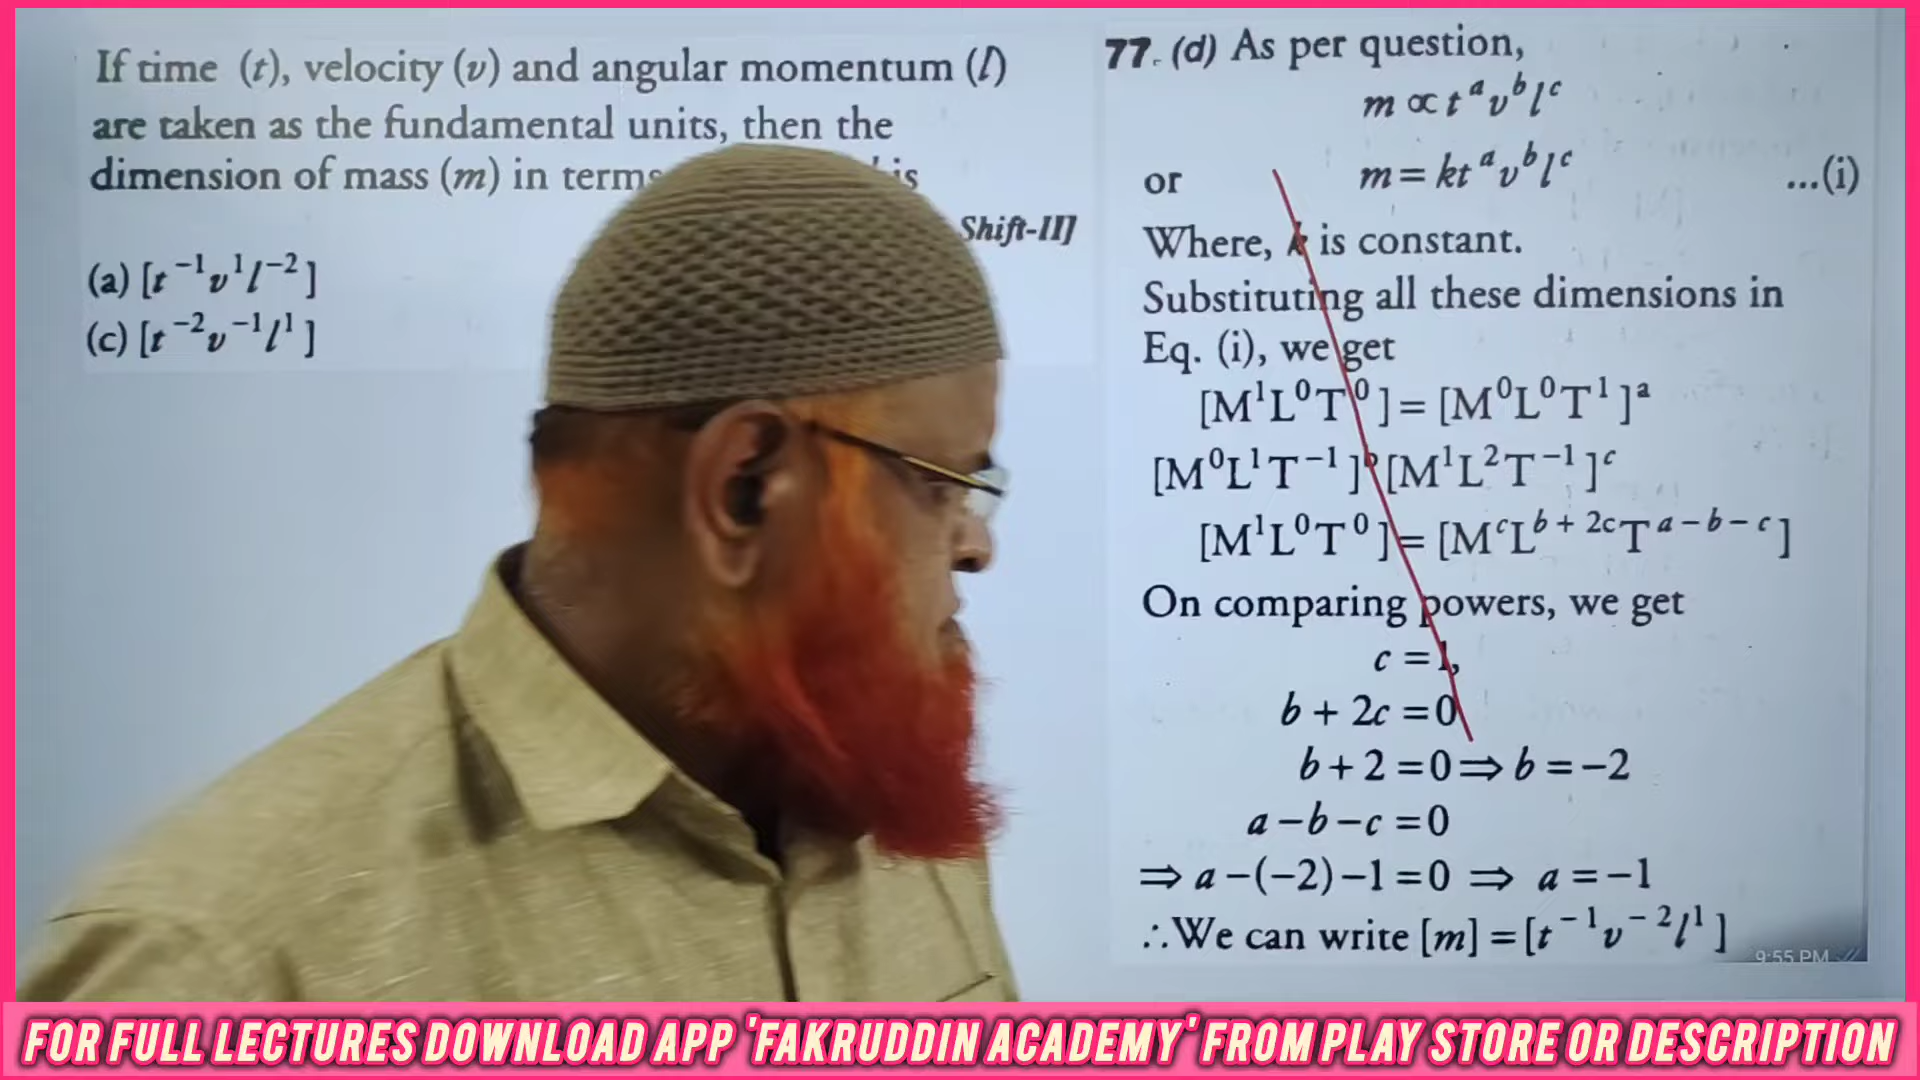 If time (t), velocity (v) and angular momentum (l)
are taken as the fundamental units, then the
dimension of mass (m) in terms is
Shift-II]
(a) [t⁻¹v¹l⁻²]
(c) [t⁻²v⁻¹l¹]
77. (d) As per question,
m ∝ tᵃvᵇlᶜ
or m = ktᵃvᵇlᶜ ...(i)
Where, k is constant.
Substituting all these dimensions in
Eq. (i), we get
[M¹L⁰T⁰] = [M⁰L⁰T¹]ᵃ
[M⁰L¹T⁻¹]ᵇ[M¹L²T⁻¹]ᶜ
[M¹L⁰T⁰] = [MᶜLᵇ⁺²ᶜTᵃ⁻ᵇ⁻ᶜ]
On comparing powers, we get
c = 1,
b + 2c = 0
b + 2 = 0 ⇒ b = −2
a − b − c = 0
⇒ a − (−2) − 1 = 0 ⇒ a = −1
∴ We can write [m] = [t⁻¹v⁻²l¹]
9:55 PM
FOR FULL LECTURES DOWNLOAD APP 'FAKRUDDIN ACADEMY' FROM PLAY STORE OR DESCRIPTION